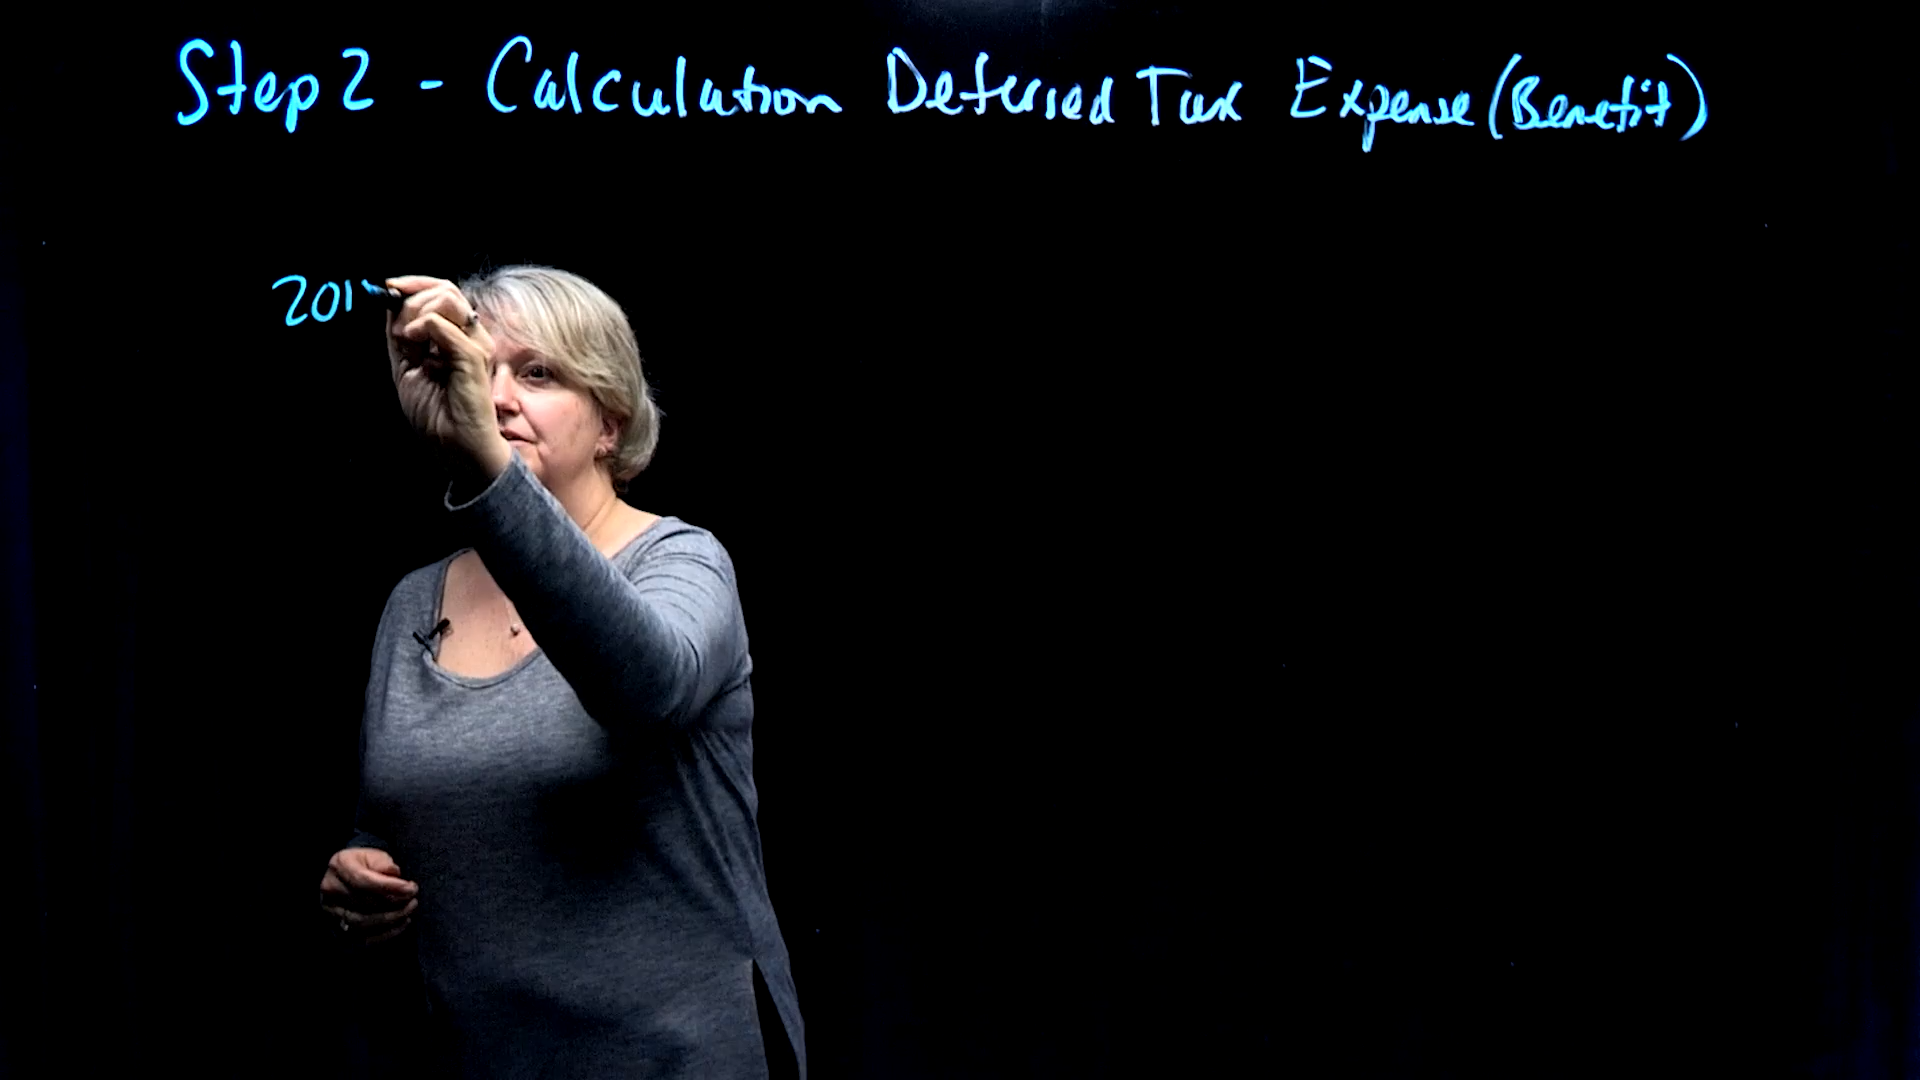 Step 2 - Calculation Deferred Tax Expense (Benefit)
201